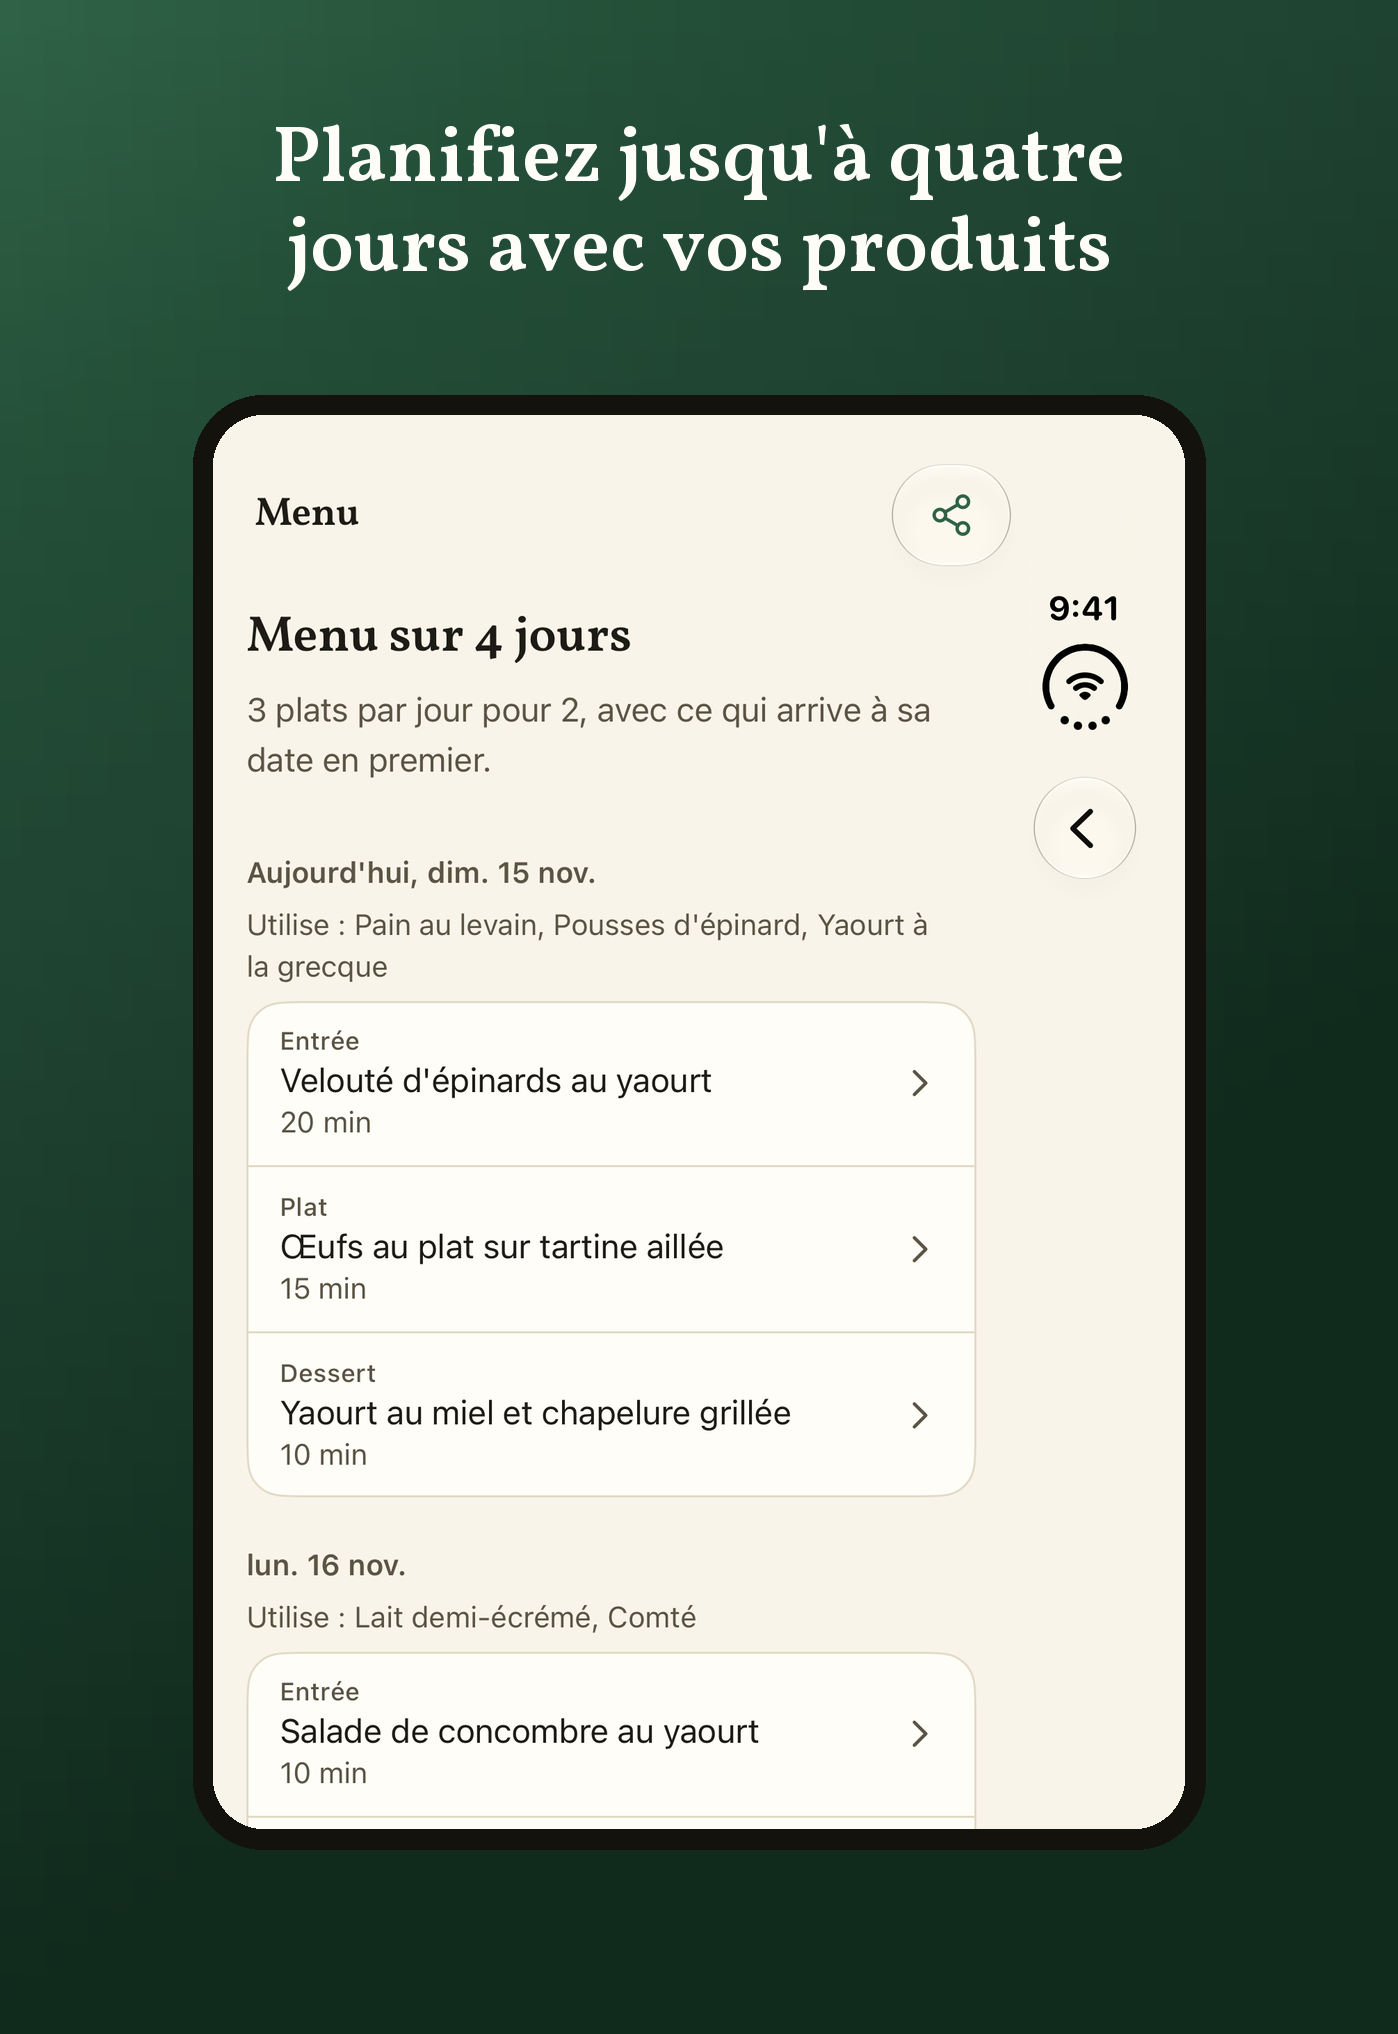 Planifiez jusqu'à quatre
jours avec vos produits
Menu
9:41
Menu sur 4 jours
3 plats par jour pour 2, avec ce qui arrive à sa
date en premier.
Aujourd'hui, dim. 15 nov.
Utilise : Pain au levain, Pousses d'épinard, Yaourt à
la grecque
Entrée
Velouté d'épinards au yaourt
20 min
Plat
Œufs au plat sur tartine aillée
15 min
Dessert
Yaourt au miel et chapelure grillée
10 min
lun. 16 nov.
Utilise : Lait demi-écrémé, Comté
Entrée
Salade de concombre au yaourt
10 min